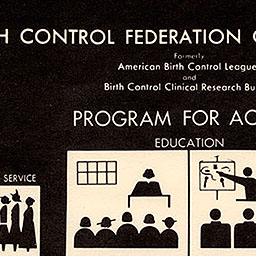 H CONTROL FEDERATION
Formerly
American Birth Control League
and
Birth Control Clinical Research Bu
PROGRAM FOR AC
EDUCATION
SERVICE